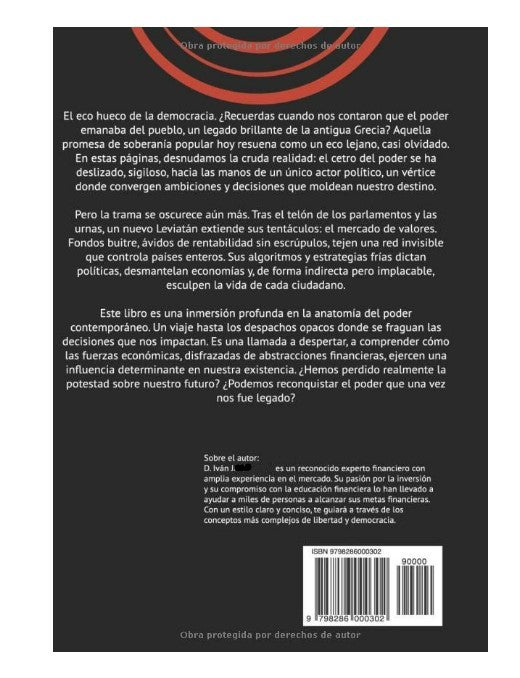 Obra protegida por derechos de autor
El eco hueco de la democracia. ¿Recuerdas cuando nos contaron que el poder
emanaba del pueblo, un legado brillante de la antigua Grecia? Aquella
promesa de soberanía popular hoy resuena como un eco lejano, casi olvidado.
En estas páginas, desnudamos la cruda realidad: el cetro del poder se ha
deslizado, sigiloso, hacia las manos de un único actor político, un vértice
donde convergen ambiciones y decisiones que moldean nuestro destino.
Pero la trama se oscurece aún más. Tras el telón de los parlamentos y las
urnas, un nuevo Leviatán extiende sus tentáculos: el mercado de valores.
Fondos buitre, ávidos de rentabilidad sin escrúpulos, tejen una red invisible
que controla países enteros. Sus algoritmos y estrategias frías dictan
políticas, desmantelan economías y, de forma indirecta pero implacable,
esculpen la vida de cada ciudadano.
Este libro es una inmersión profunda en la anatomía del poder
contemporáneo. Un viaje hasta los despachos opacos donde se fraguan las
decisiones que nos impactan. Es una llamada a despertar, a comprender cómo
las fuerzas económicas, disfrazadas de abstracciones financieras, ejercen una
influencia determinante en nuestra existencia. ¿Hemos perdido realmente la
potestad sobre nuestro futuro? ¿Podemos reconquistar el poder que una vez
nos fue legado?
Sobre el autor:
D. Iván J. es un reconocido experto financiero con
amplia experiencia en el mercado. Su pasión por la inversión
y su compromiso con la educación financiera lo han llevado a
ayudar a miles de personas a alcanzar sus metas financieras.
Con un estilo claro y conciso, te guiará a través de los
conceptos más complejos de libertad y democracia.
ISBN 9798286000302
90000
9 798286 000302
Obra protegida por derechos de autor